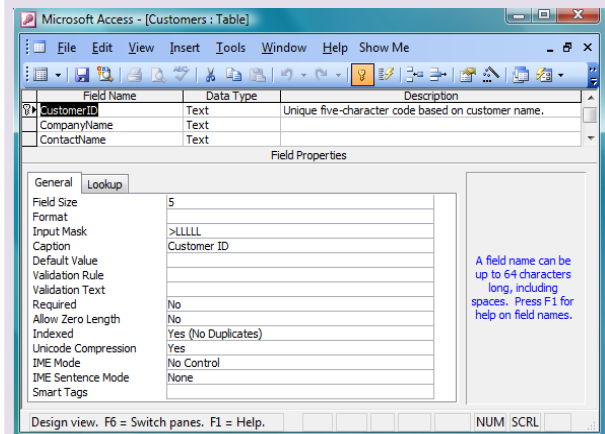 Microsoft Access - [Customers : Table]
File Edit View Insert Tools Window Help Show Me
Field Name Data Type Description
CustomerID Text Unique five-character code based on customer name.
CompanyName Text
ContactName Text
Field Properties
General Lookup
Field Size 5
Format
Input Mask >LLLLL
Caption Customer ID
Default Value
Validation Rule
Validation Text
Required No
Allow Zero Length No
Indexed Yes (No Duplicates)
Unicode Compression Yes
IME Mode No Control
IME Sentence Mode None
Smart Tags
A field name can be
up to 64 characters
long, including
spaces. Press F1 for
help on field names.
Design view. F6 = Switch panes. F1 = Help. NUM SCRL